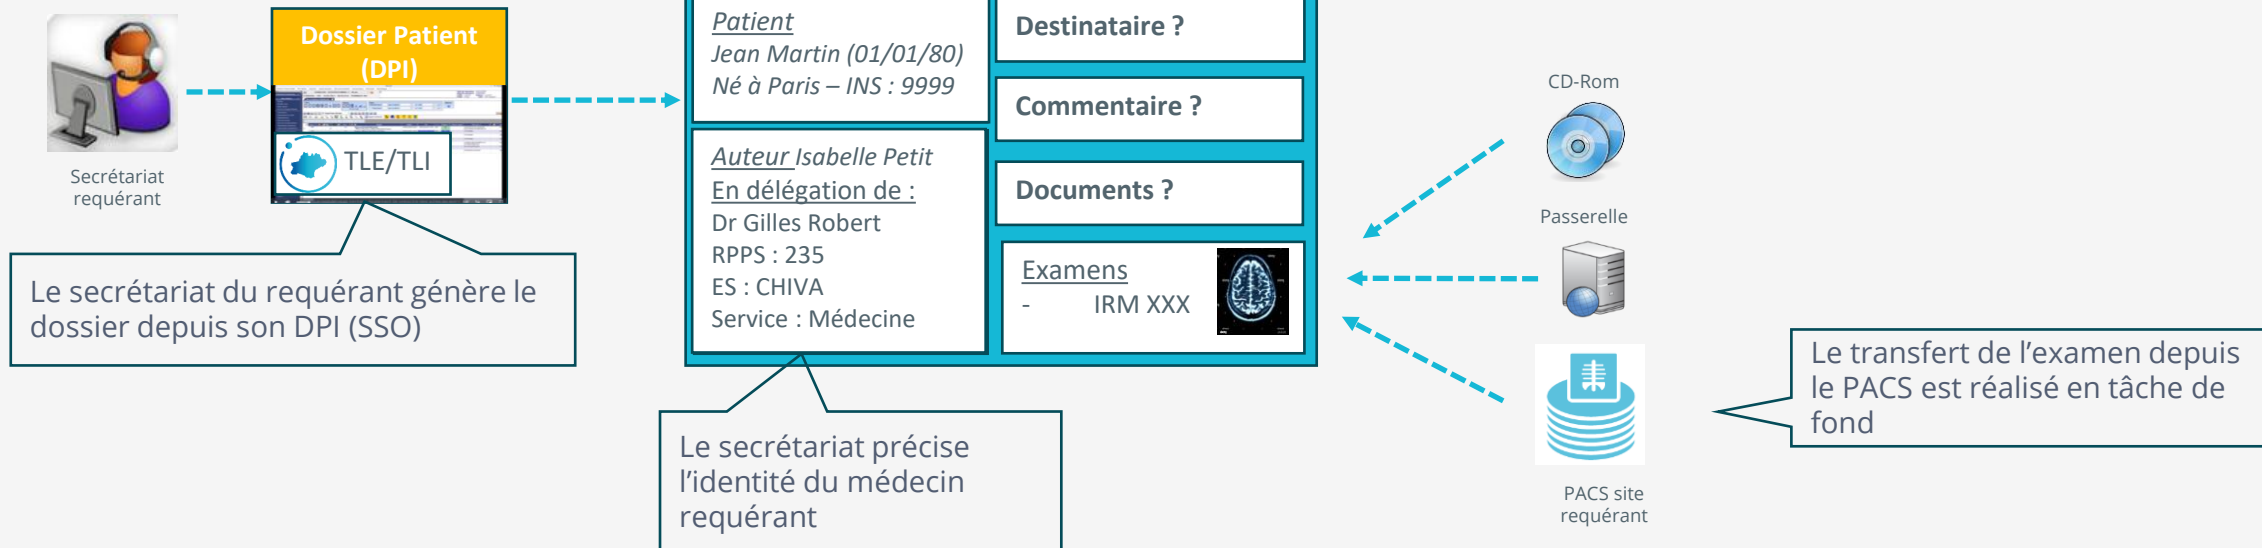 Secrétariat
requérant
Dossier Patient
(DPI)
TLE/TLI
Le secrétariat du requérant génère le
dossier depuis son DPI (SSO)
Patient
Jean Martin (01/01/80)
Né à Paris – INS : 9999
Auteur Isabelle Petit
En délégation de :
Dr Gilles Robert
RPPS : 235
ES : CHIVA
Service : Médecine
Destinataire ?
Commentaire ?
Documents ?
Examens
- IRM XXX
Le secrétariat précise
l’identité du médecin
requérant
CD-Rom
Passerelle
PACS site
requérant
Le transfert de l’examen depuis
le PACS est réalisé en tâche de
fond